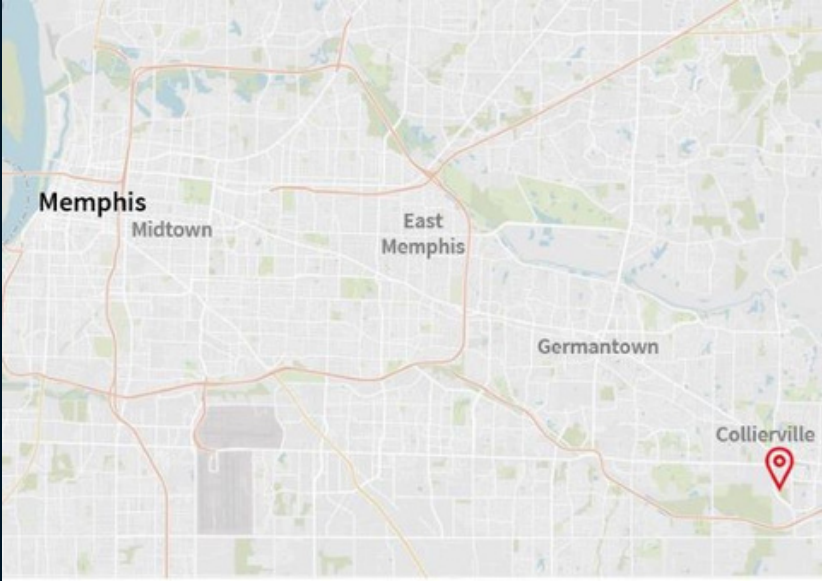 Memphis
Midtown
East
Memphis
Germantown
Collierville